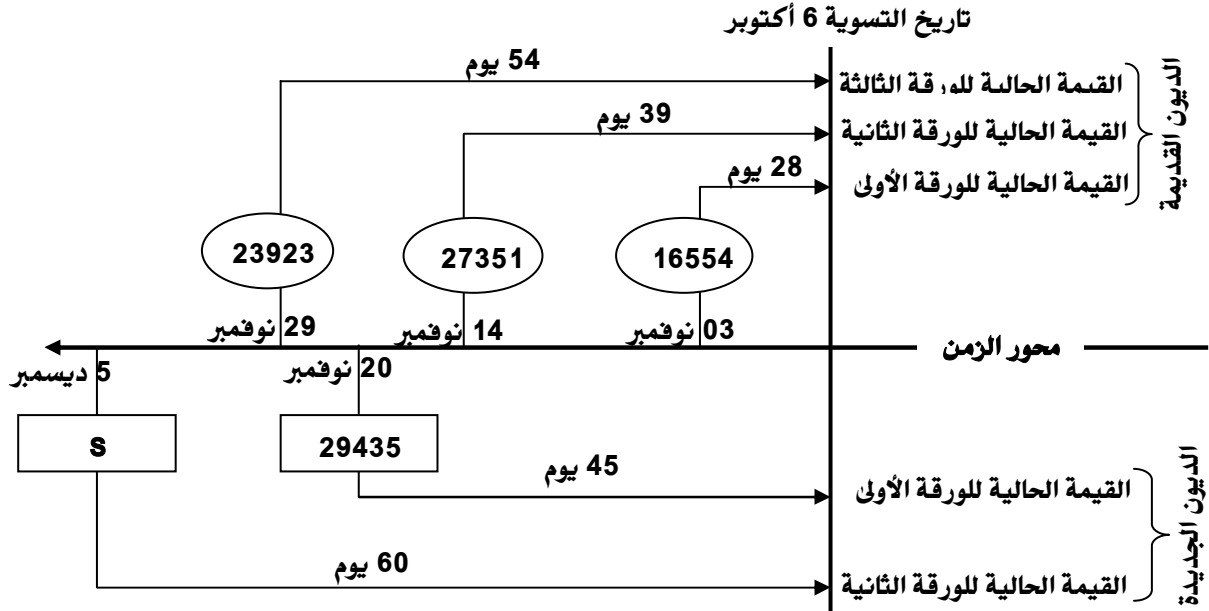 تاريخ التسوية 6 أكتوبر
54 يوم
القيمة الحالية للورقة الثالثة
39 يوم
القيمة الحالية للورقة الثانية
28 يوم
القيمة الحالية للورقة الأولى
الديون القديمة
23923
27351
16554
29 نوفمبر
14 نوفمبر
03 نوفمبر
محور الزمن
5 ديسمبر
20 نوفمبر
S
29435
45 يوم
القيمة الحالية للورقة الأولى
60 يوم
القيمة الحالية للورقة الثانية
الديون الجديدة